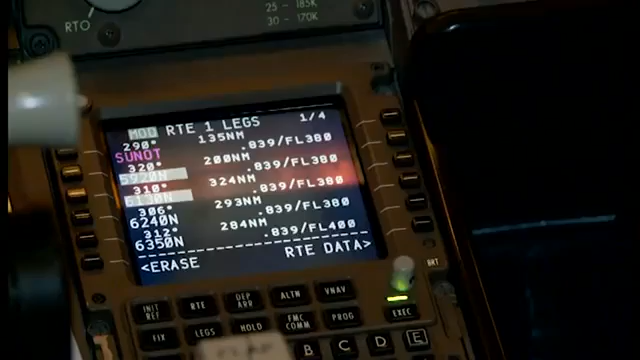 25 - 185K
30 - 170K
RTO
MOD RTE 1 LEGS 1/4
290° 135NM
SUNOT .839/FL380
320° 200NM
5920N .839/FL380
310° 324NM
6130N .839/FL380
306° 293NM
6240N .839/FL380
312° 284NM
6350N .839/FL400
<ERASE RTE DATA>
BRT
INIT REF RTE DEP ARR ALTN VNAV
FIX LEGS HOLD FMC COMM PROG EXEC
B C D E